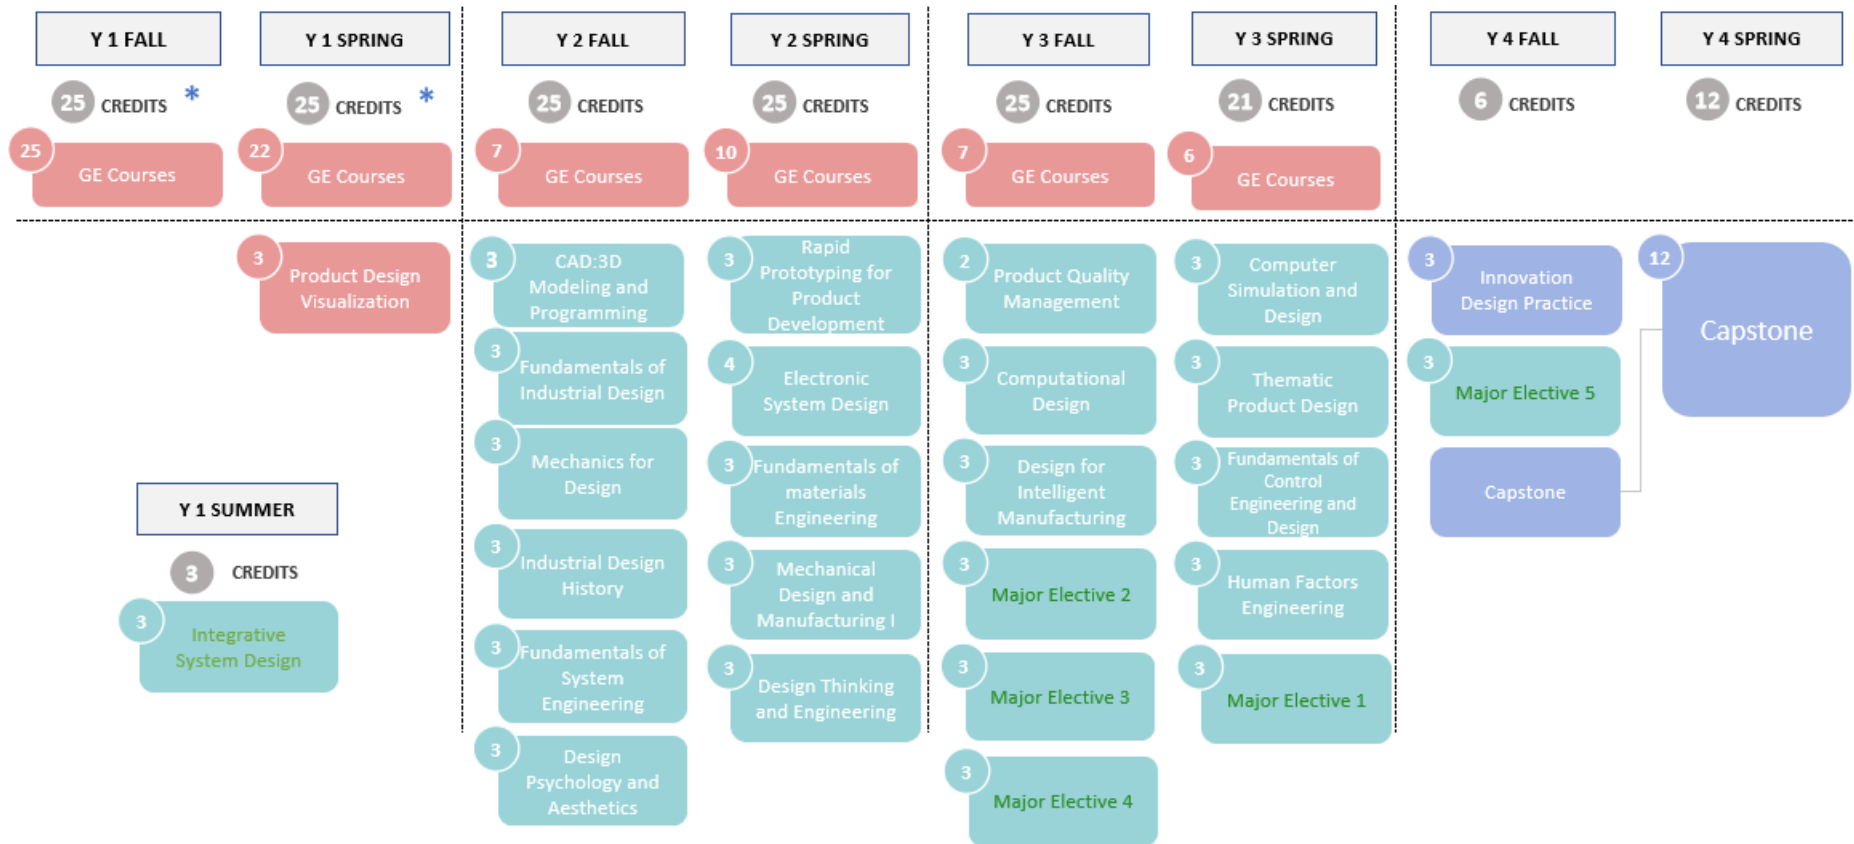 Y 1 FALL
Y 1 SPRING
Y 2 FALL
Y 2 SPRING
Y 3 FALL
Y 3 SPRING
Y 4 FALL
Y 4 SPRING
25 CREDITS *
25 CREDITS *
25 CREDITS
25 CREDITS
25 CREDITS
21 CREDITS
6 CREDITS
12 CREDITS
25
GE Courses
22
GE Courses
7
GE Courses
10
GE Courses
7
GE Courses
6
GE Courses
3
Product Design
Visualization
Y 1 SUMMER
3 CREDITS
3
Integrative
System Design
3
CAD:3D
Modeling and
Programming
3
Fundamentals of
Industrial Design
3
Mechanics for
Design
3
Industrial Design
History
3
Fundamentals of
System
Engineering
3
Design
Psychology and
Aesthetics
3
Rapid
Prototyping for
Product
Development
4
Electronic
System Design
3
Fundamentals of
materials
Engineering
3
Mechanical
Design and
Manufacturing I
3
Design Thinking
and Engineering
2
Product Quality
Management
3
Computational
Design
3
Design for
Intelligent
Manufacturing
3
Major Elective 2
3
Major Elective 3
3
Major Elective 4
3
Computer
Simulation and
Design
3
Thematic
Product Design
3
Fundamentals of
Control
Engineering and
Design
3
Human Factors
Engineering
3
Major Elective 1
3
Innovation
Design Practice
3
Major Elective 5
Capstone
12
Capstone